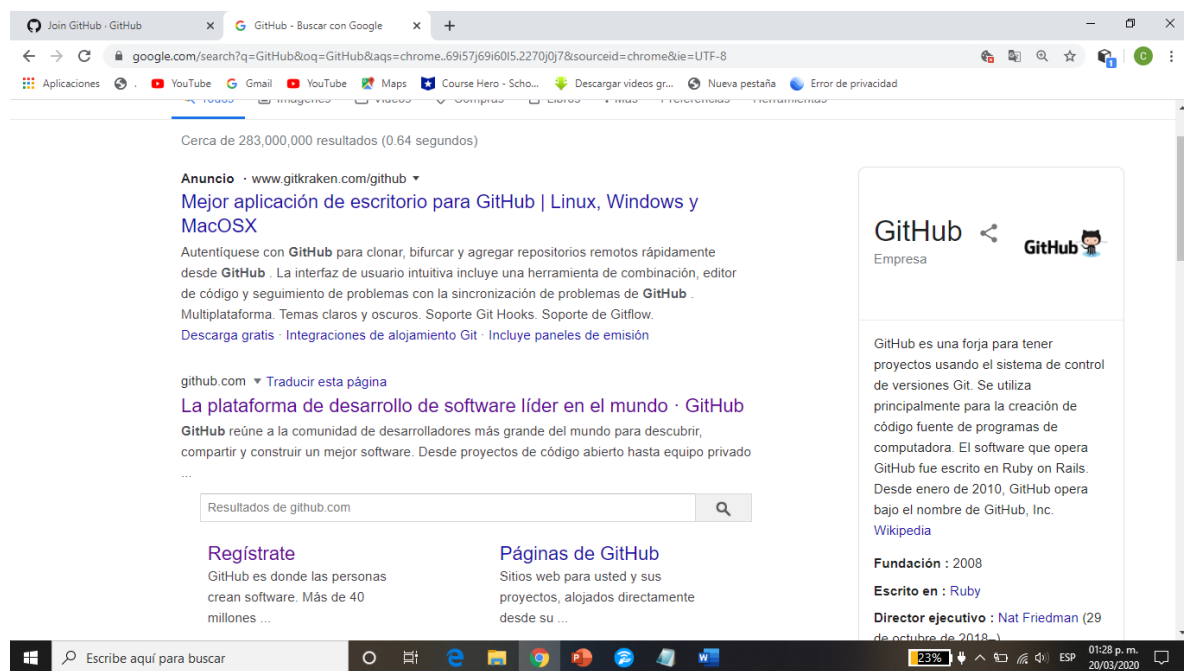 Join GitHub · GitHub
GitHub - Buscar con Google
google.com/search?q=GitHub&oq=GitHub&aqs=chrome..69i57j69i60l5.2270j0j7&sourceid=chrome&ie=UTF-8
C
Aplicaciones
.
YouTube
Gmail
YouTube
Maps
Course Hero - Scho...
Descargar videos gr...
Nueva pestaña
Error de privacidad
Todos Imágenes Videos Compras Libros Más Preferencias Herramientas
Cerca de 283,000,000 resultados (0.64 segundos)
Anuncio · www.gitkraken.com/github
Mejor aplicación de escritorio para GitHub | Linux, Windows y
MacOSX
Autentíquese con GitHub para clonar, bifurcar y agregar repositorios remotos rápidamente
desde GitHub . La interfaz de usuario intuitiva incluye una herramienta de combinación, editor
de código y seguimiento de problemas con la sincronización de problemas de GitHub .
Multiplataforma. Temas claros y oscuros. Soporte Git Hooks. Soporte de Gitflow.
Descarga gratis · Integraciones de alojamiento Git · Incluye paneles de emisión
github.com Traducir esta página
La plataforma de desarrollo de software líder en el mundo · GitHub
GitHub reúne a la comunidad de desarrolladores más grande del mundo para descubrir,
compartir y construir un mejor software. Desde proyectos de código abierto hasta equipo privado
...
Resultados de github.com
Regístrate
GitHub es donde las personas
crean software. Más de 40
millones ...
Páginas de GitHub
Sitios web para usted y sus
proyectos, alojados directamente
desde su ...
GitHub
Empresa
GitHub
GitHub es una forja para tener
proyectos usando el sistema de control
de versiones Git. Se utiliza
principalmente para la creación de
código fuente de programas de
computadora. El software que opera
GitHub fue escrito en Ruby on Rails.
Desde enero de 2010, GitHub opera
bajo el nombre de GitHub, Inc.
Wikipedia
Fundación : 2008
Escrito en : Ruby
Director ejecutivo : Nat Friedman (29
de octubre de 2018–)
Escribe aquí para buscar
23%
ESP
01:28 p. m.
20/03/2020